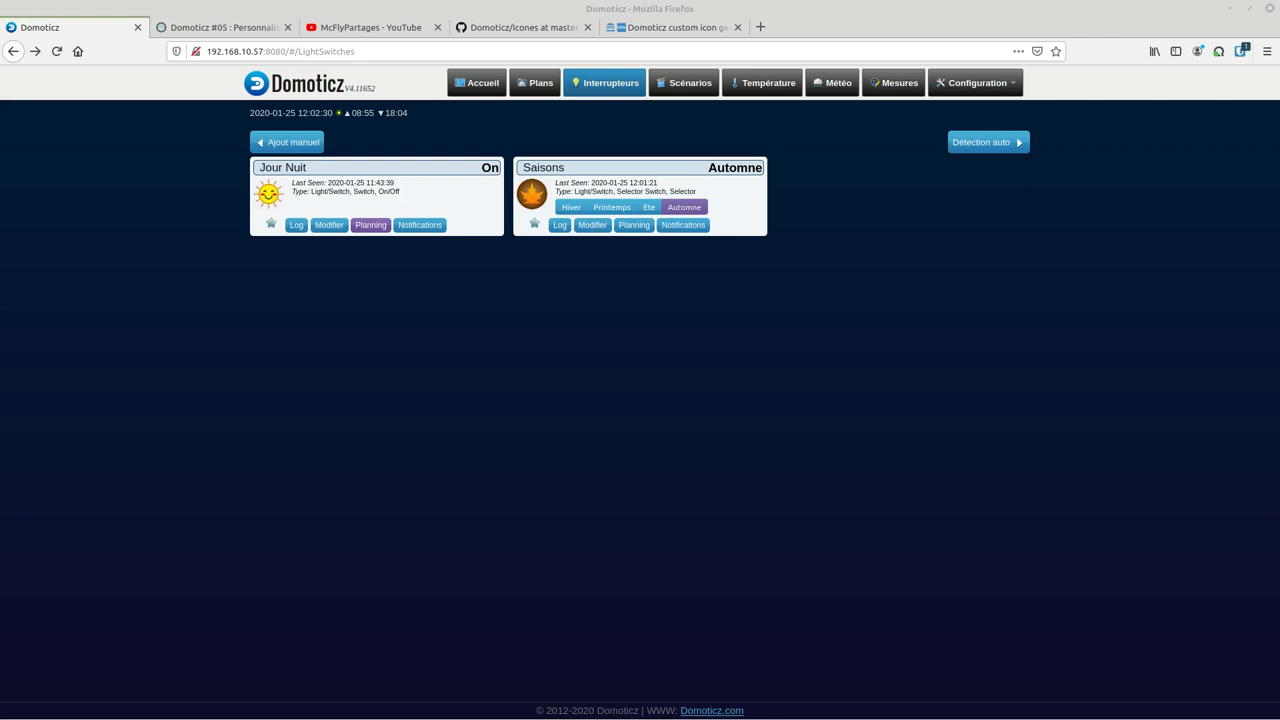 Domoticz - Mozilla Firefox
Domoticz
Domoticz #05 : Personnalis
McFlyPartages - YouTube
Domoticz/Icones at master
Domoticz custom icon ge
192.168.10.57:8080/#/LightSwitches
1
Domoticz V4.11652
Accueil
Plans
Interrupteurs
Scénarios
Température
Météo
Mesures
Configuration
2020-01-25 12:02:30 ☀▲08:55 ▼18:04
Ajout manuel
Détection auto
Jour Nuit On
Last Seen: 2020-01-25 11:43:39
Type: Light/Switch, Switch, On/Off
Log Modifier Planning Notifications
Saisons Automne
Last Seen: 2020-01-25 12:01:21
Type: Light/Switch, Selector Switch, Selector
Hiver Printemps Ete Automne
Log Modifier Planning Notifications
© 2012-2020 Domoticz | WWW: Domoticz.com